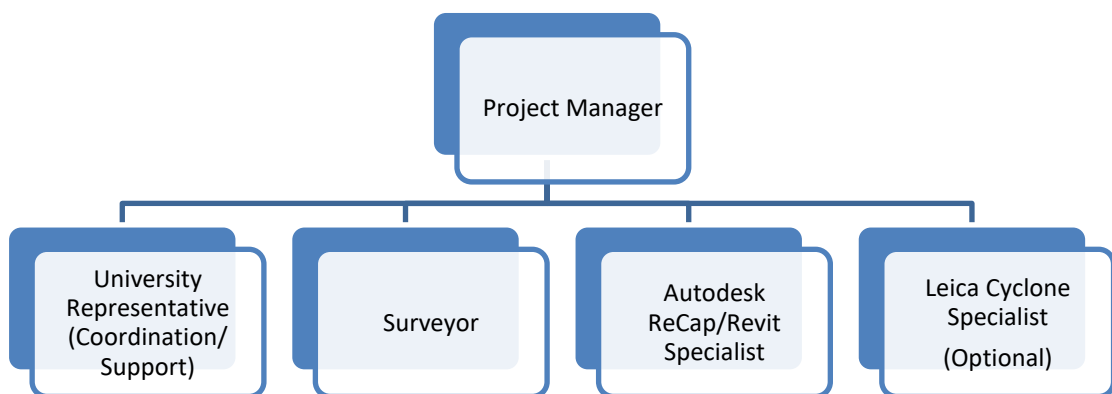 Project Manager
University
Representative
(Coordination/
Support)
Surveyor
Autodesk
ReCap/Revit
Specialist
Leica Cyclone
Specialist
(Optional)